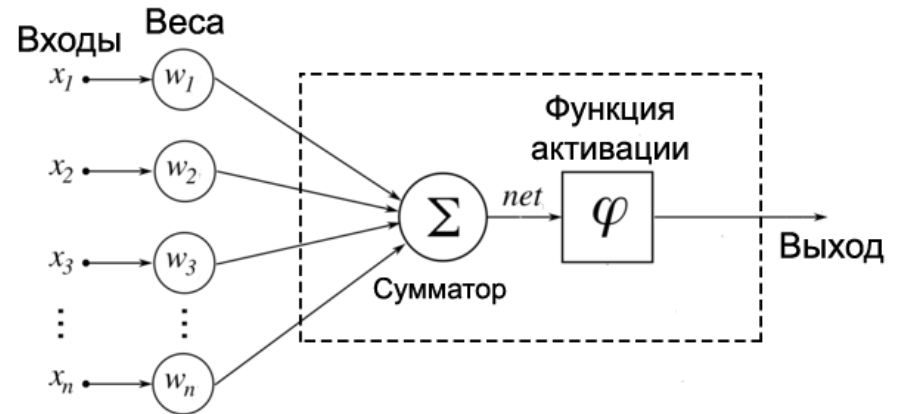 Входы
Веса
x1
w1
x2
w2
x3
w3
⋮
⋮
xn
wn
Σ
Сумматор
net
Функция
активации
φ
Выход